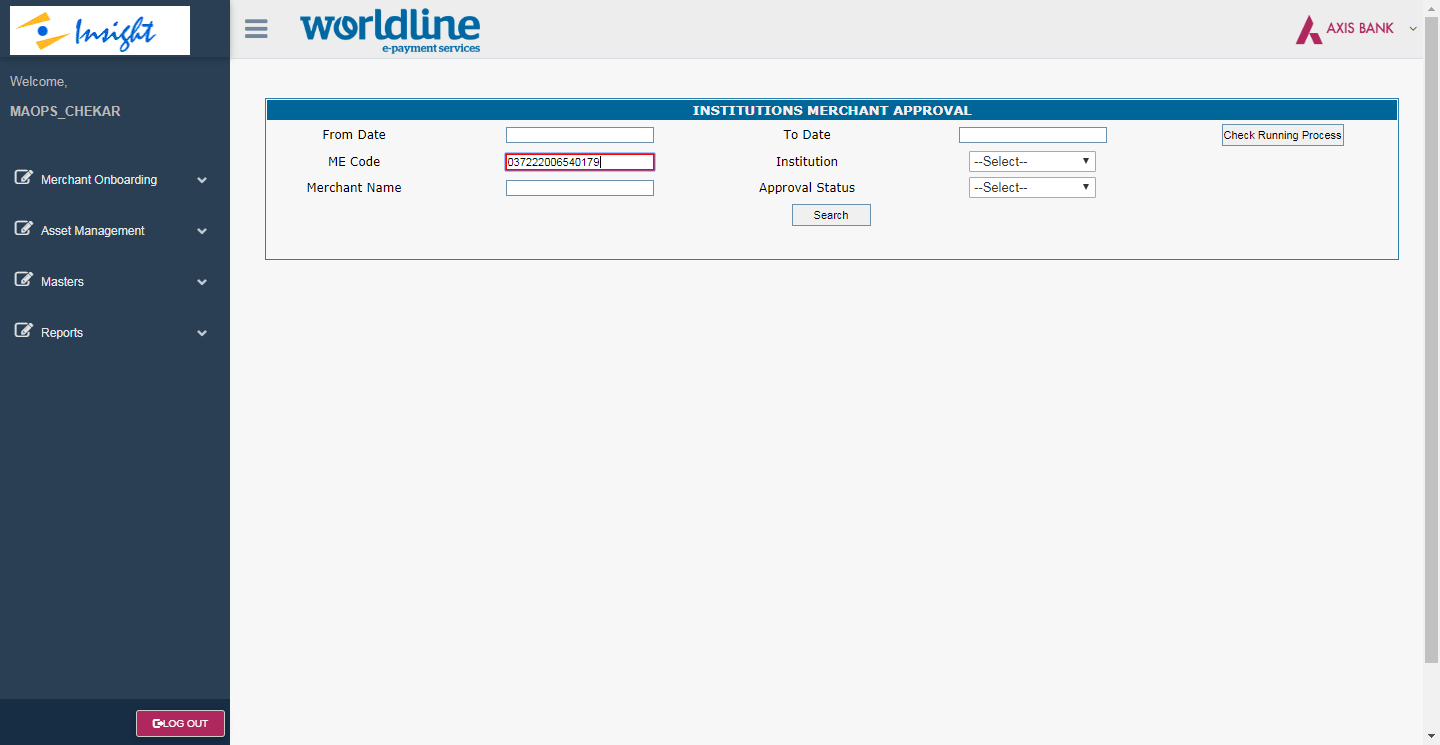 Insight
worldline
e-payment services
AXIS BANK
Welcome,
MAOPS_CHEKAR
Merchant Onboarding
Asset Management
Masters
Reports
LOG OUT
INSTITUTIONS MERCHANT APPROVAL
From Date To Date Check Running Process
ME Code 037222006540179 Institution --Select--
Merchant Name Approval Status --Select--
Search